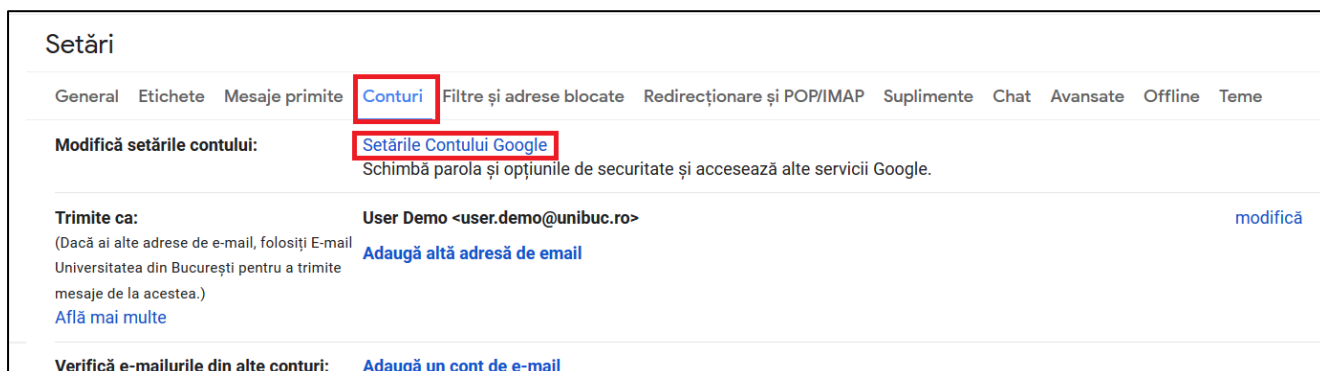 Setări
General Etichete Mesaje primite Conturi Filtre și adrese blocate Redirecționare și POP/IMAP Suplimente Chat Avansate Offline Teme
Modifică setările contului: Setările Contului Google
Schimbă parola și opțiunile de securitate și accesează alte servicii Google.
Trimite ca: User Demo <user.demo@unibuc.ro> modifică
(Dacă ai alte adrese de e-mail, folosiți E-mail
Adaugă altă adresă de email
Universitatea din București pentru a trimite
mesaje de la acestea.)
Află mai multe
Verifică e-mailurile din alte conturi: Adaugă un cont de e-mail